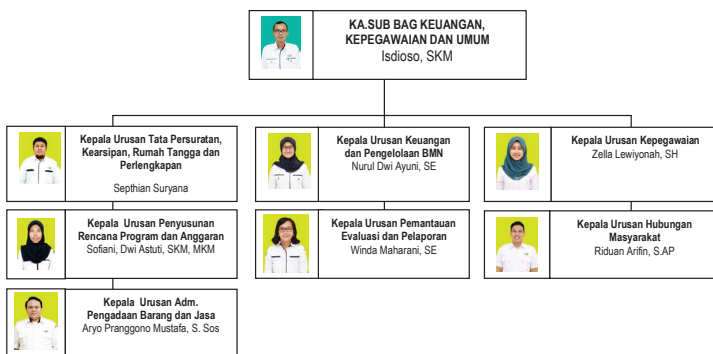 KA.SUB BAG KEUANGAN,
KEPEGAWAIAN DAN UMUM
Isdioso, SKM
Kepala Urusan Tata Persuratan,
Kearsipan, Rumah Tangga dan
Perlengkapan
Septhian Suryana
Kepala Urusan Keuangan
dan Pengelolaan BMN
Nurul Dwi Ayuni, SE
Kepala Urusan Kepegawaian
Zella Lewiyonah, SH
Kepala Urusan Penyusunan
Rencana Program dan Anggaran
Sofiani, Dwi Astuti, SKM, MKM
Kepala Urusan Pemantauan
Evaluasi dan Pelaporan
Winda Maharani, SE
Kepala Urusan Hubungan
Masyarakat
Riduan Arifin, S.AP
Kepala Urusan Adm.
Pengadaan Barang dan Jasa
Aryo Pranggono Mustafa, S. Sos